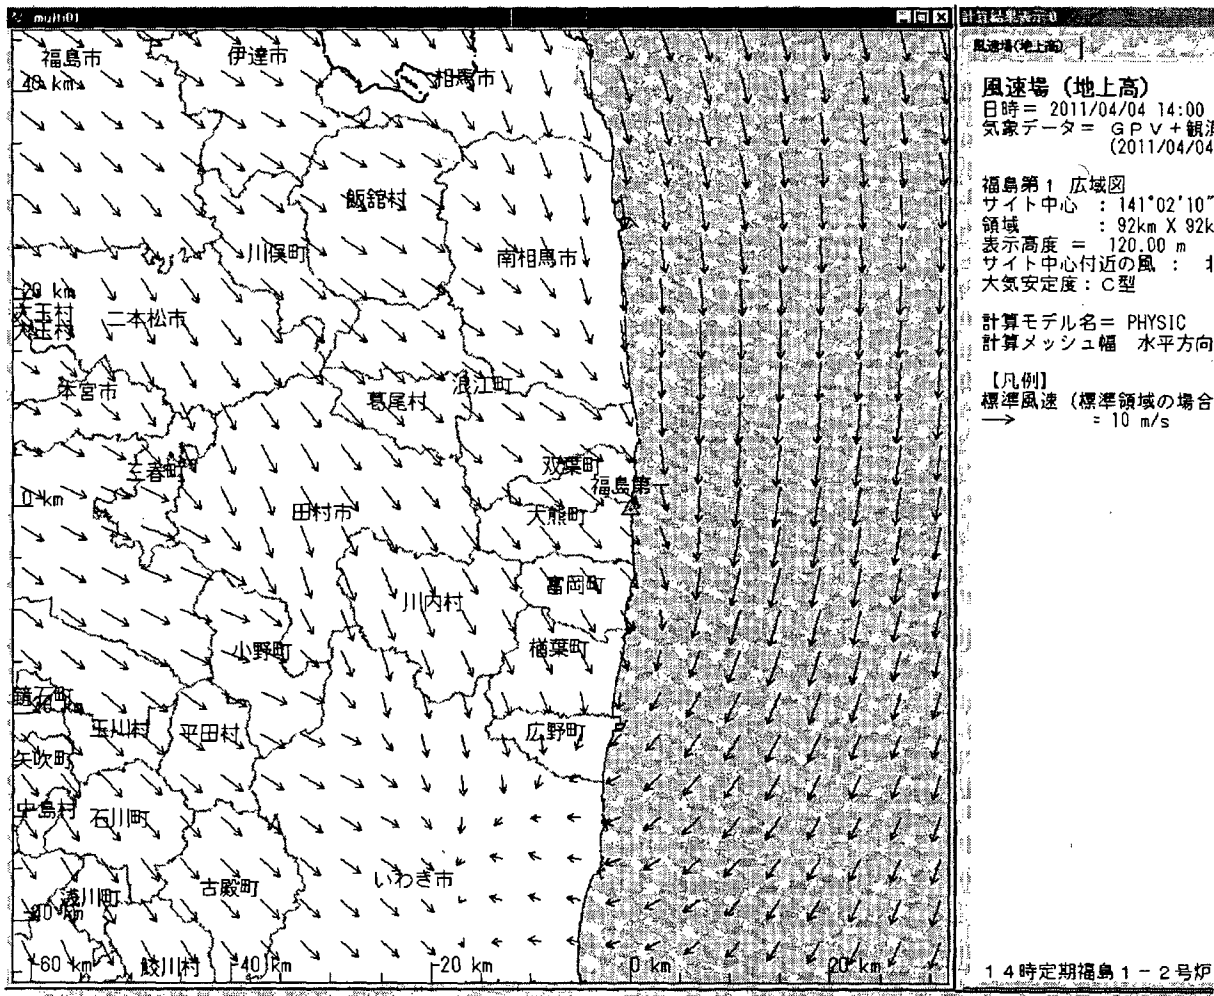 multi01
福島市
伊達市
相馬市
40 km
飯舘村
川俣町
南相馬市
20 km
大玉村
大玉村
二本松市
本宮市
葛尾村
浪江町
三春町
双葉町
福島第一
0 km
田村市
大熊町
富岡町
川内村
小野町
楢葉町
鏡石町
玉川村
平田村
広野町
矢吹町
中島村
石川町
いわき市
浅川町
古殿町
60 km
鮫川村
40 km
20 km
0 km
20 km
計算結果表示:0
風速場(地上高)
風速場(地上高)
日時= 2011/04/04 14:00
気象データ= GPV+観
(2011/04/04
福島第1 広域図
サイト中心 : 141°02'10"
領域 : 92km X 92k
表示高度 = 120.00 m
サイト中心付近の風 :
大気安定度:C型
計算モデル名= PHYSIC
計算メッシュ幅 水平方向
【凡例】
標準風速(標準領域の場合
= 10 m/s
14時定期福島1-2号炉